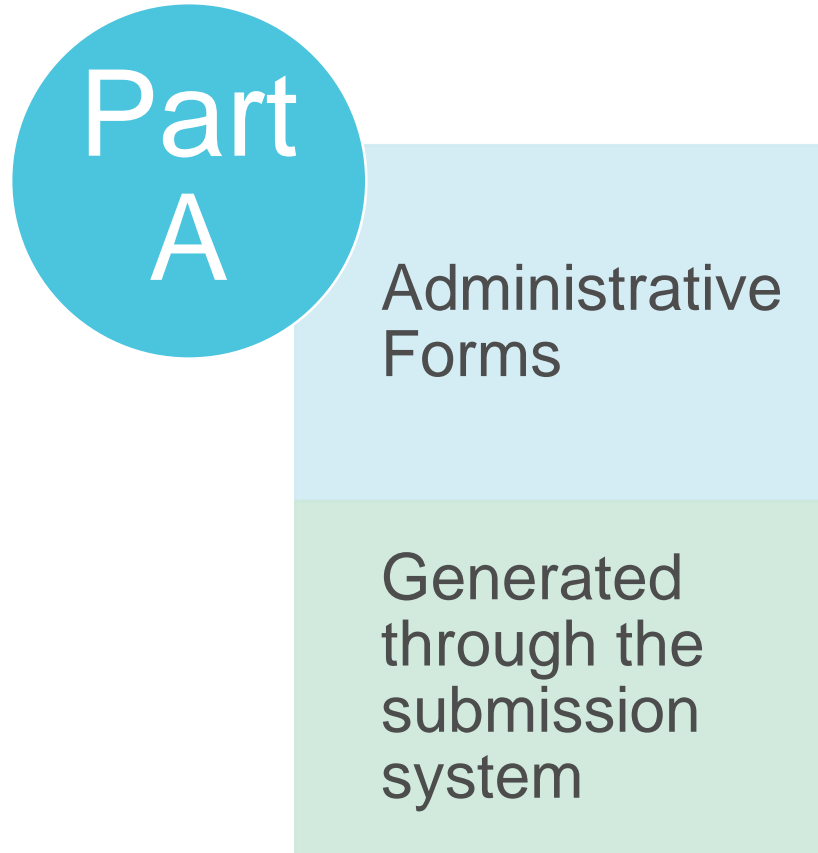 Part
A
Administrative
Forms
Generated
through the
submission
system